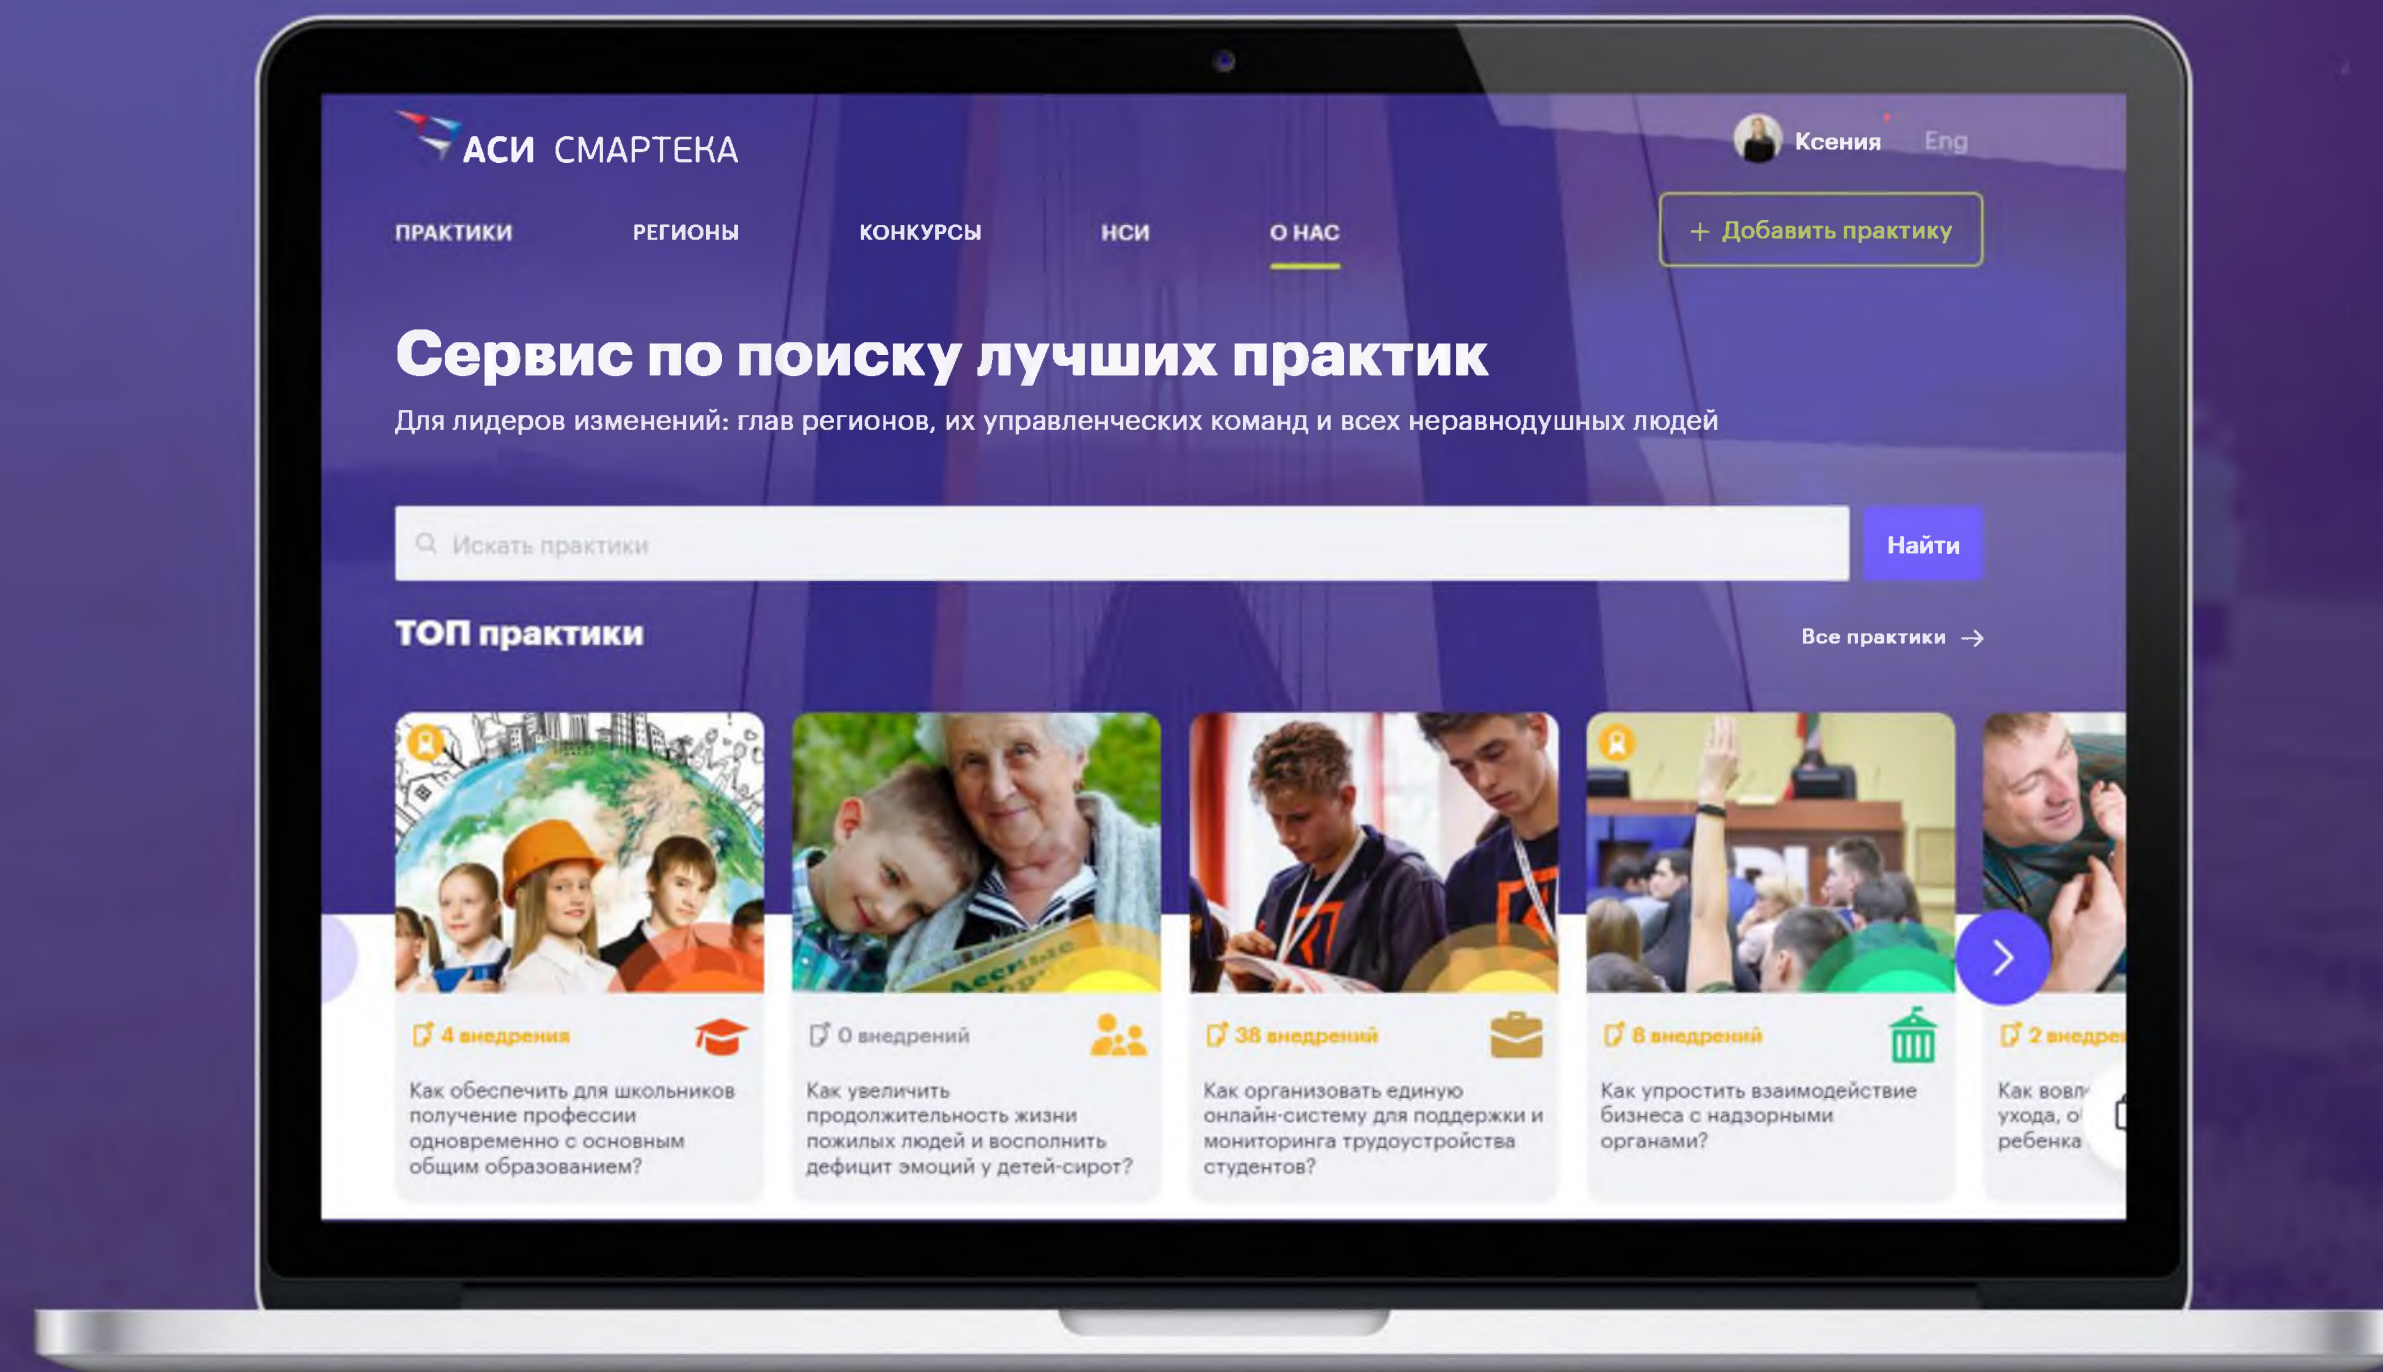 АСИ СМАРТЕКА
Ксения
Eng
ПРАКТИКИ
РЕГИОНЫ
КОНКУРСЫ
НСИ
О НАС
+ Добавить практику
Сервис по поиску лучших практик
Для лидеров изменений: глав регионов, их управленческих команд и всех неравнодушных людей
Искать практики
Найти
ТОП практики
Все практики →
4 внедрения
Как обеспечить для школьников
получение профессии
одновременно с основным
общим образованием?
0 внедрений
Как увеличить
продолжительность жизни
пожилых людей и восполнить
дефицит эмоций у детей-сирот?
38 внедрений
Как организовать единую
онлайн-систему для поддержки и
мониторинга трудоустройства
студентов?
8 внедрений
Как упростить взаимодействие
бизнеса с надзорными
органами?
2
Как
ухода,
ребенка